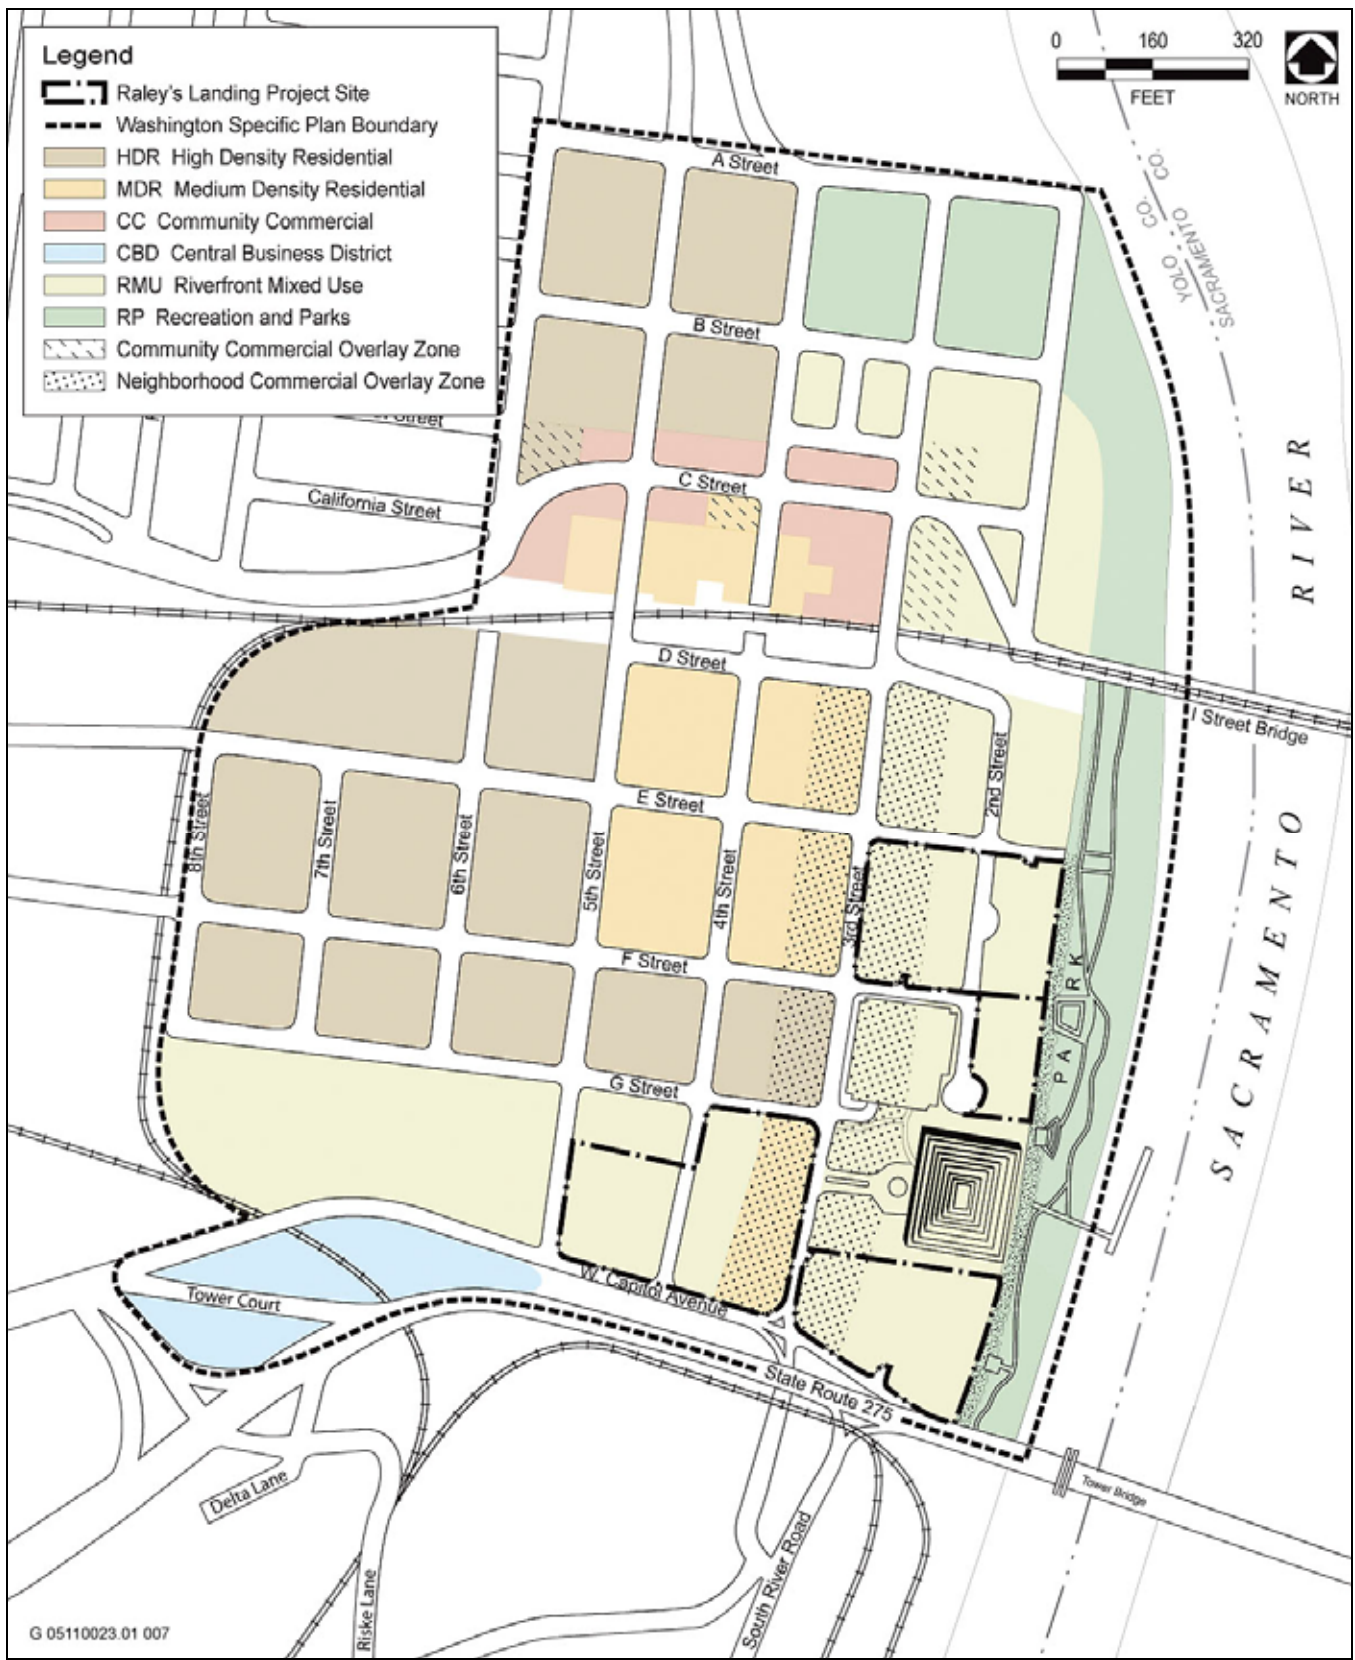 Legend
Raley's Landing Project Site
Washington Specific Plan Boundary
HDR High Density Residential
MDR Medium Density Residential
CC Community Commercial
CBD Central Business District
RMU Riverfront Mixed Use
RP Recreation and Parks
Community Commercial Overlay Zone
Neighborhood Commercial Overlay Zone
0 160 320
FEET
NORTH
A Street
YOLO CO.
SACRAMENTO CO.
B Street
Street
California Street
C Street
RIVER
D Street
I Street Bridge
2nd Street
E Street
8th Street
7th Street
6th Street
5th Street
4th Street
3rd Street
F Street
PARK
SACRAMENTO
G Street
W. Capitol Avenue
Tower Court
State Route 275
Tower Bridge
Delta Lane
Riske Lane
South River Road
G 05110023.01 007